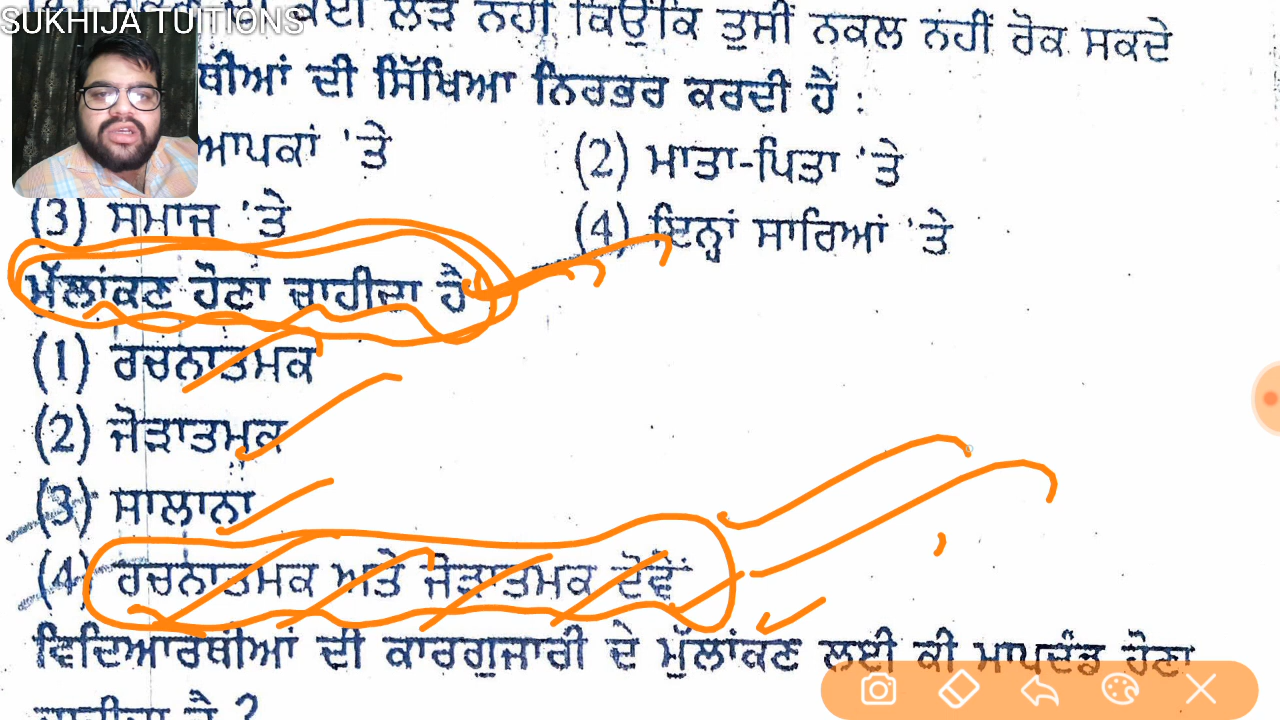 SUKHIJA TUITIONS
ਕੋਈ ਲੋੜ ਨਹੀਂ ਕਿਉਂਕਿ ਤੁਸੀਂ ਨਕਲ ਨਹੀਂ ਰੋਕ ਸਕਦੇ
ਥੀਆਂ ਦੀ ਸਿੱਖਿਆ ਨਿਰਭਰ ਕਰਦੀ ਹੈ :
ਆਪਕਾਂ 'ਤੇ (2) ਮਾਤਾ-ਪਿਤਾ 'ਤੇ
(3) ਸਮਾਜ 'ਤੇ (4) ਇਨ੍ਹਾਂ ਸਾਰਿਆਂ 'ਤੇ
ਮੁੱਲਾਂਕਣ ਹੋਣਾ ਚਾਹੀਦਾ ਹੈ
(1) ਰਚਨਾਤਮਕ
(2) ਜੋੜਾਤਮਕ
(3) ਸਾਲਾਨਾ
(4) ਰਚਨਾਤਮਕ ਅਤੇ ਜੋੜਾਤਮਕ ਦੋਵੇਂ
ਵਿਦਿਆਰਥੀਆਂ ਦੀ ਕਾਰਗੁਜਾਰੀ ਦੇ ਮੁੱਲਾਂਕਣ ਲਈ ਕੀ ਮਾਪਦੰਡ ਹੋਣਾ
ਚਾਹੀਦਾ ਹੈ ?